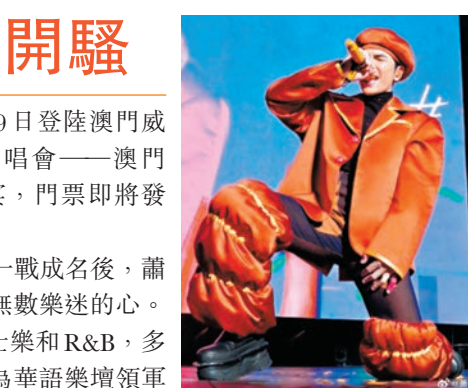 開騷
9日登陸澳門威
唱會——澳門
，門票即將發
一戰成名後，蕭
無數樂迷的心。
樂和R&B，多
為華語樂壇領軍